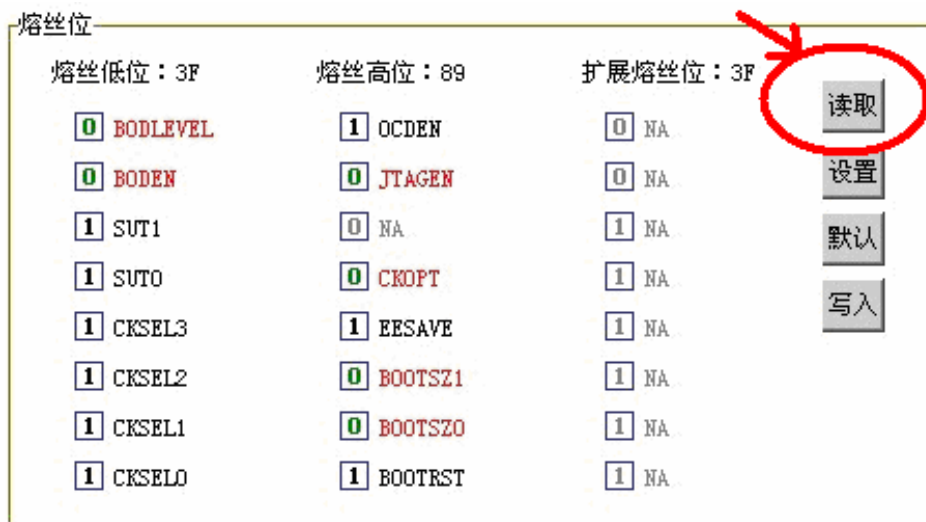 熔丝位
熔丝低位：3F 熔丝高位：89 扩展熔丝位：3F 读取
0 BODLEVEL 1 OCDEN 0 NA
0 BODEN 0 JTAGEN 0 NA 设置
1 SUT1 0 NA 1 NA 默认
1 SUT0 0 CKOPT 1 NA
1 CKSEL3 1 EESAVE 1 NA 写入
1 CKSEL2 0 BOOTSZ1 1 NA
1 CKSEL1 0 BOOTSZ0 1 NA
1 CKSEL0 1 BOOTRST 1 NA